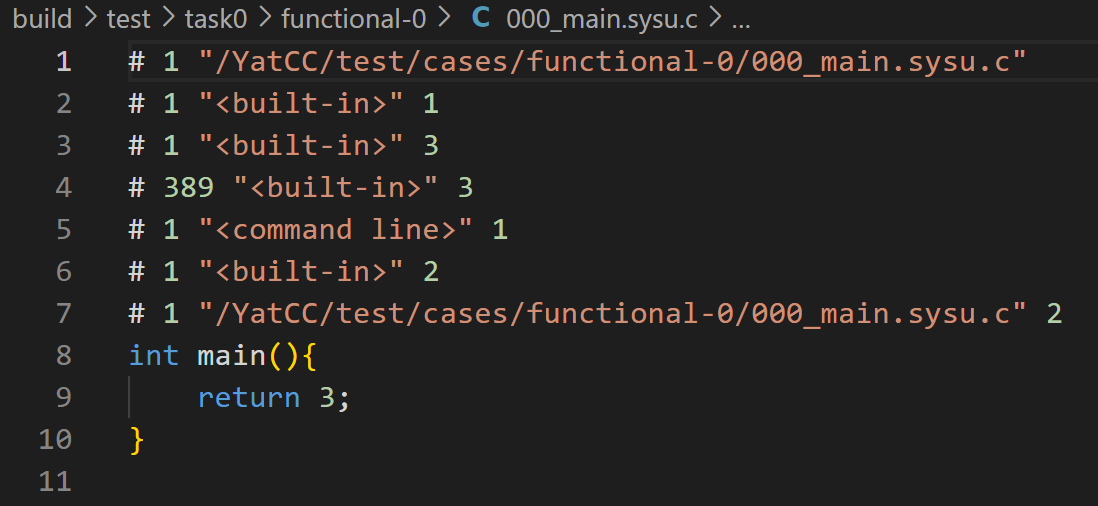 build > test > task0 > functional-0 > C 000_main.sysu.c > ...
1 # 1 "/YatCC/test/cases/functional-0/000_main.sysu.c"
2 # 1 "<built-in>" 1
3 # 1 "<built-in>" 3
4 # 389 "<built-in>" 3
5 # 1 "<command line>" 1
6 # 1 "<built-in>" 2
7 # 1 "/YatCC/test/cases/functional-0/000_main.sysu.c" 2
8 int main(){
9     return 3;
10 }
11